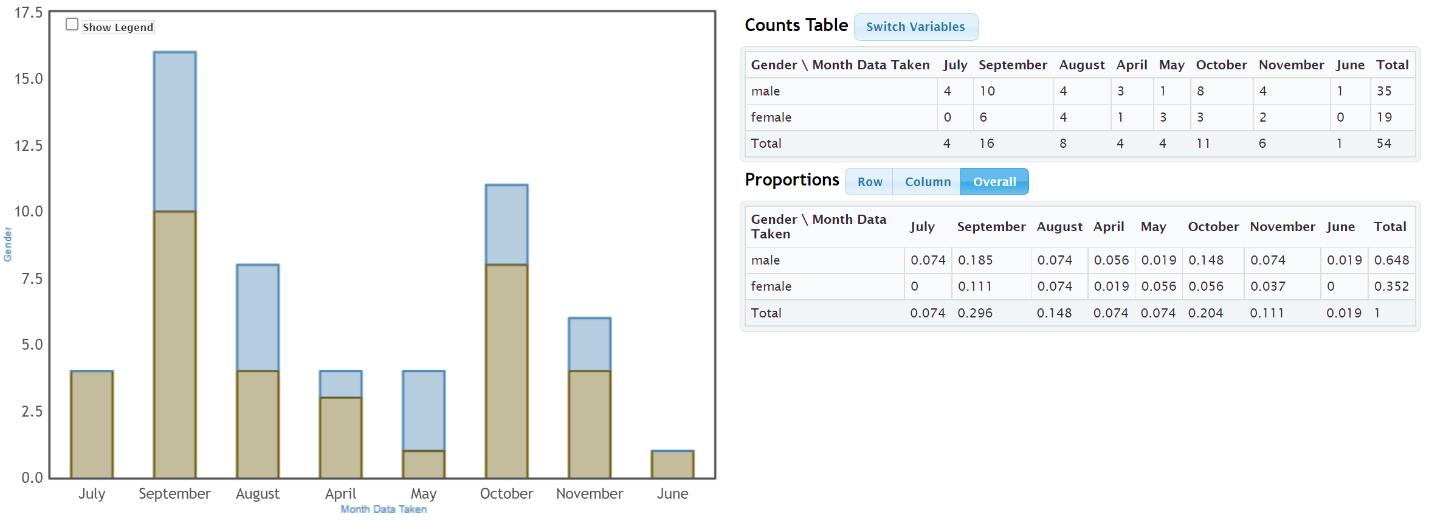 17.5
15.0
12.5
10.0
7.5
5.0
2.5
0.0
Gender
Show Legend
July September August April May October November June
Month Data Taken
Counts Table Switch Variables
Gender \ Month Data Taken July September August April May October November June Total
male 4 10 4 3 1 8 4 1 35
female 0 6 4 1 3 3 2 0 19
Total 4 16 8 4 4 11 6 1 54
Proportions Row Column Overall
Gender \ Month Data
Taken July September August April May October November June Total
male 0.074 0.185 0.074 0.056 0.019 0.148 0.074 0.019 0.648
female 0 0.111 0.074 0.019 0.056 0.056 0.037 0 0.352
Total 0.074 0.296 0.148 0.074 0.074 0.204 0.111 0.019 1